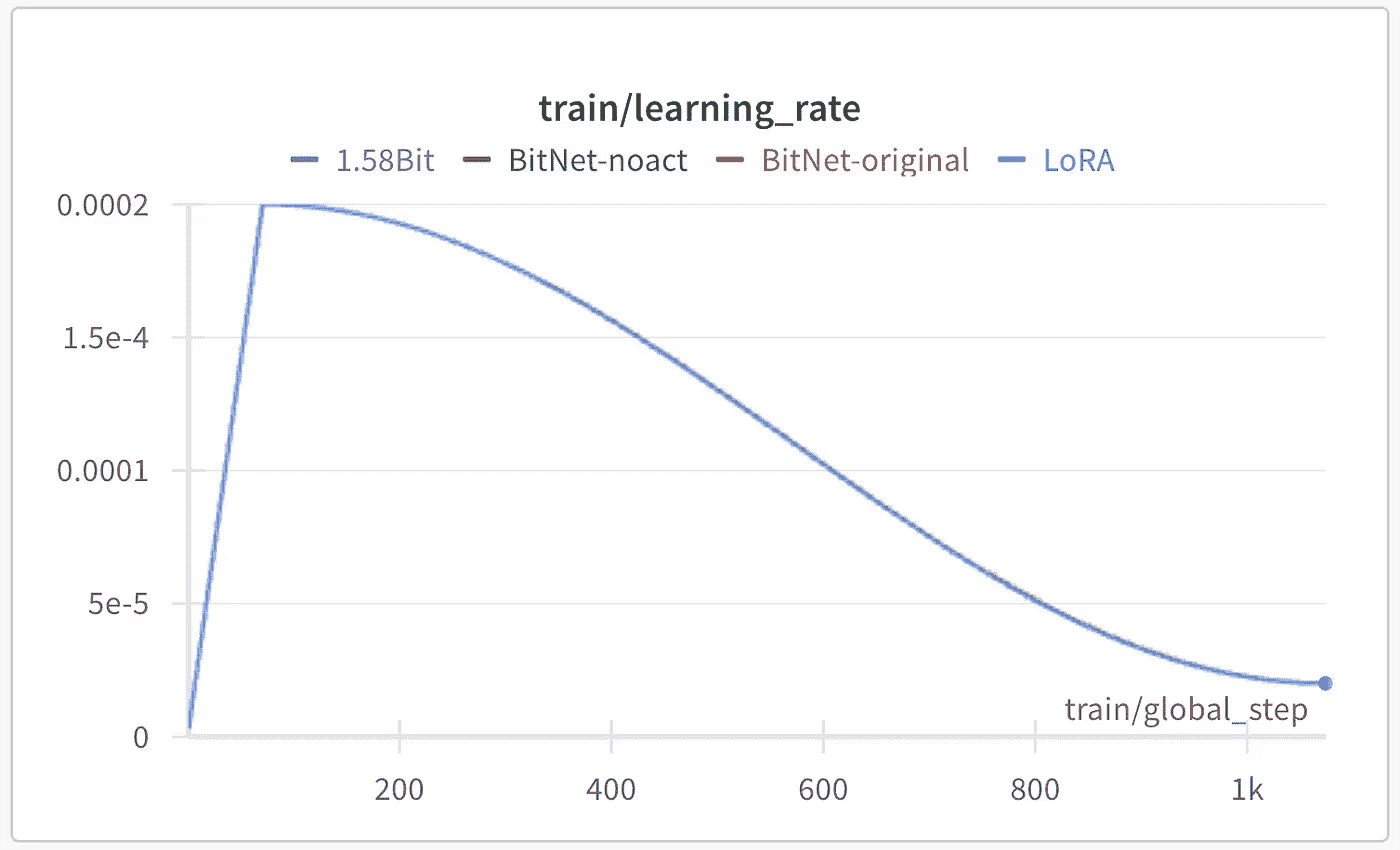 train/learning_rate
1.58Bit BitNet-noact BitNet-original LoRA
0.0002
1.5e-4
0.0001
5e-5
train/global_step
0
200 400 600 800 1k